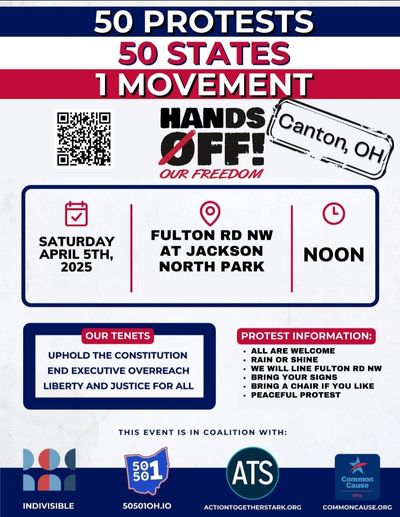 50 PROTESTS
50 STATES
1 MOVEMENT
HANDS
OFF!
OUR FREEDOM
Canton, OH
SATURDAY
APRIL 5TH,
2025
FULTON RD NW
AT JACKSON
NORTH PARK
NOON
OUR TENETS
UPHOLD THE CONSTITUTION
END EXECUTIVE OVERREACH
LIBERTY AND JUSTICE FOR ALL
PROTEST INFORMATION:
• ALL ARE WELCOME
• RAIN OR SHINE
• WE WILL LINE FULTON RD NW
• BRING YOUR SIGNS
• BRING A CHAIR IF YOU LIKE
• PEACEFUL PROTEST
THIS EVENT IS IN COALITION WITH:
INDIVISIBLE
50
50
1
50501OH.IO
ATS
ACTIONTOGETHERSTARK.ORG
Common
Cause
Ohio
COMMONCAUSE.ORG